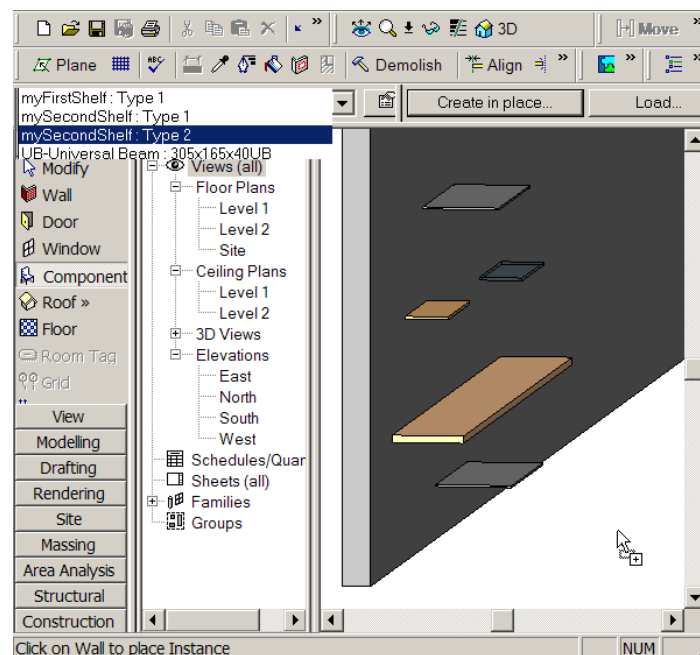 3D
Move
Plane
ABC
Demolish
Align
myFirstShelf : Type 1
mySecondShelf : Type 1
mySecondShelf : Type 2
UB-Universal Beam : 305x165x40UB
Create in place...
Load...
Modify
Wall
Door
Window
Component
Roof »
Floor
Room Tag
Grid
View
Modelling
Drafting
Rendering
Site
Massing
Area Analysis
Structural
Construction
Views (all)
Floor Plans
Level 1
Level 2
Site
Ceiling Plans
Level 1
Level 2
3D Views
Elevations
East
North
South
West
Schedules/Quan
Sheets (all)
Families
Groups
Click on Wall to place Instance
NUM